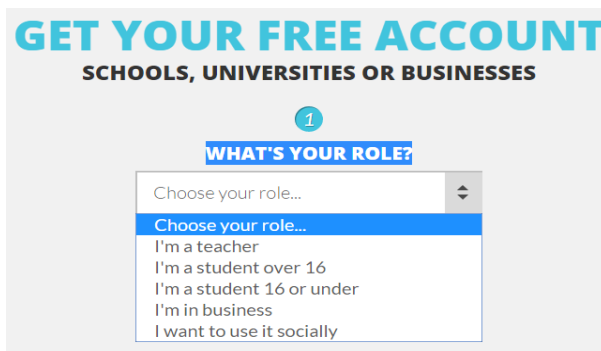 GET YOUR FREE ACCOUNT
SCHOOLS, UNIVERSITIES OR BUSINESSES
1
WHAT'S YOUR ROLE?
Choose your role...
Choose your role...
I'm a teacher
I'm a student over 16
I'm a student 16 or under
I'm in business
I want to use it socially